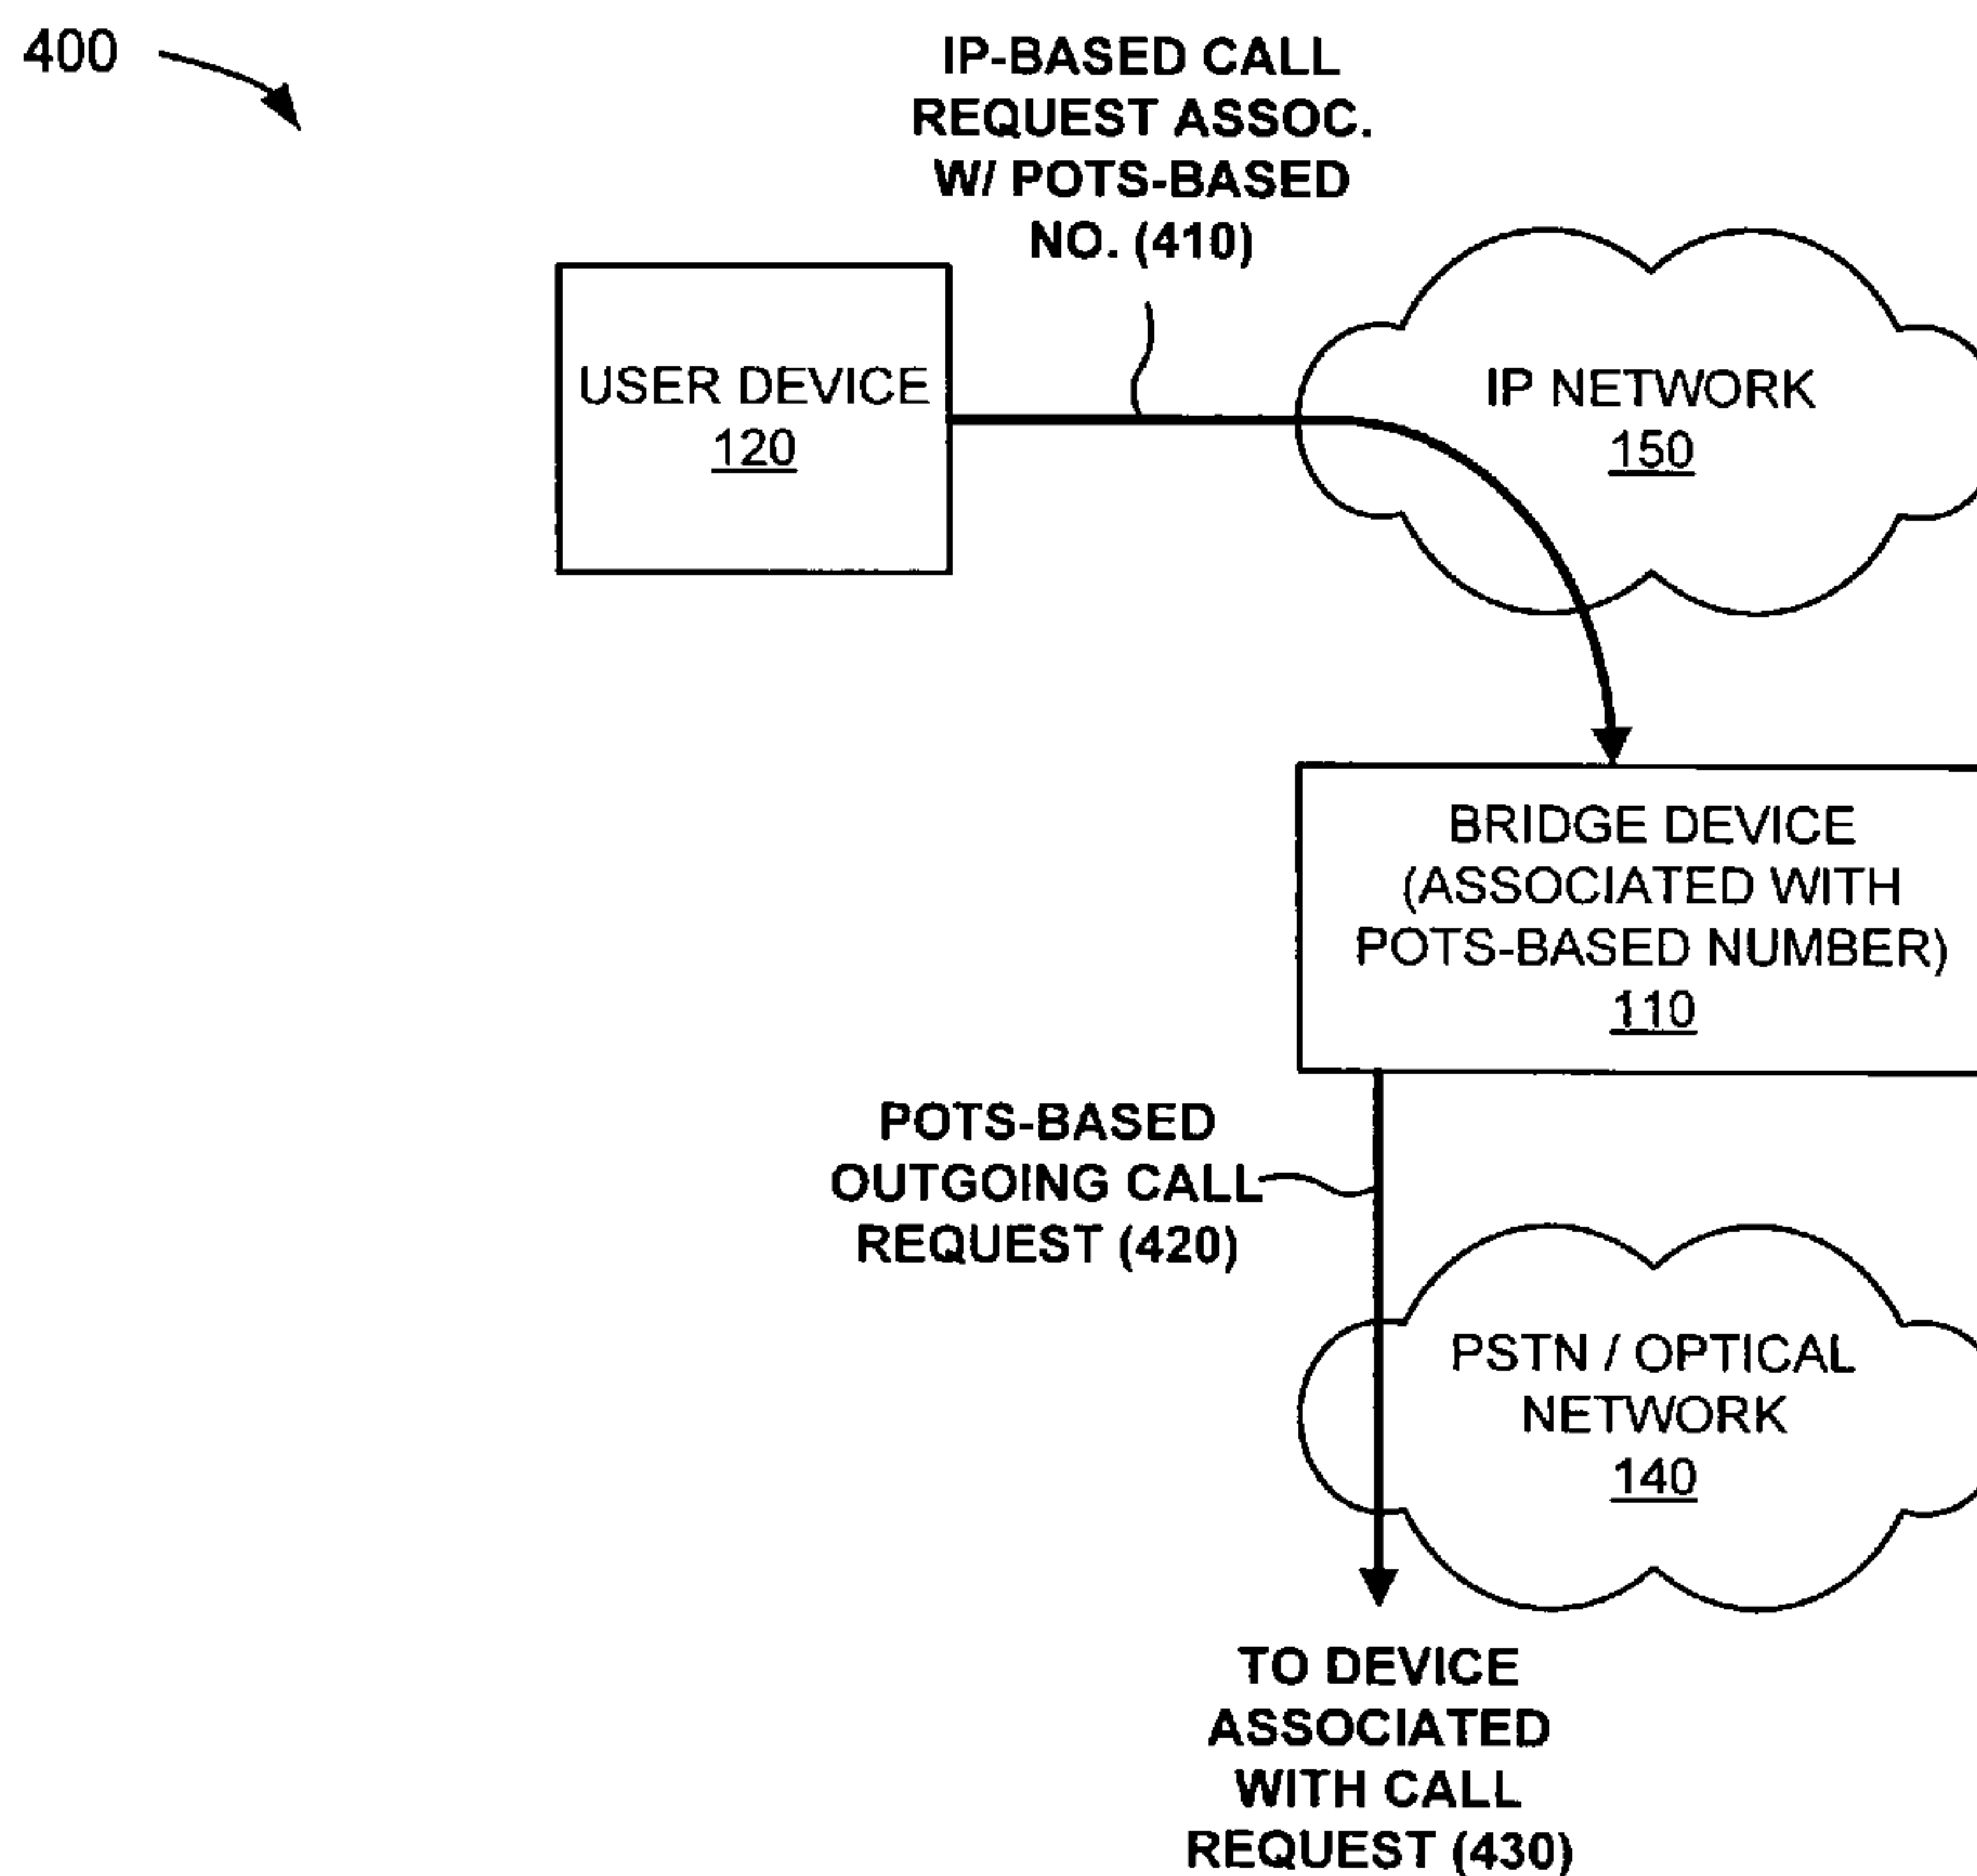 400
IP-BASED CALL
REQUEST ASSOC.
W/ POTS-BASED
NO. (410)
USER DEVICE
120
IP NETWORK
150
BRIDGE DEVICE
(ASSOCIATED WITH
POTS-BASED NUMBER)
110
POTS-BASED
OUTGOING CALL
REQUEST (420)
PSTN / OPTICAL
NETWORK
140
TO DEVICE
ASSOCIATED
WITH CALL
REQUEST (430)